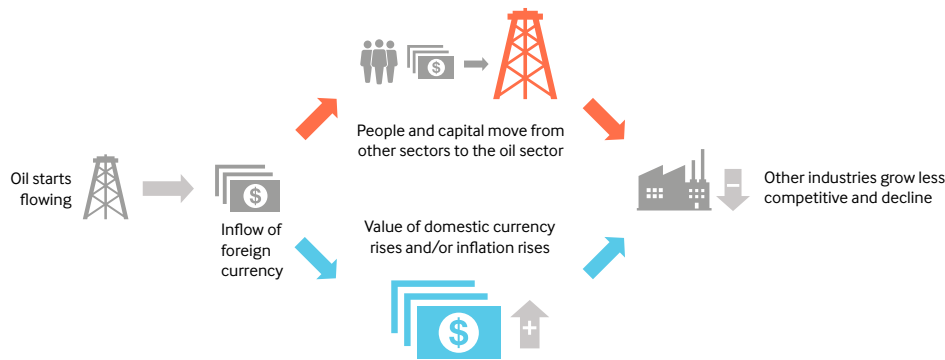 Oil starts
flowing
$
Inflow of
foreign
currency
$
People and capital move from
other sectors to the oil sector
Value of domestic currency
rises and/or inflation rises
$
+
−
Other industries grow less
competitive and decline